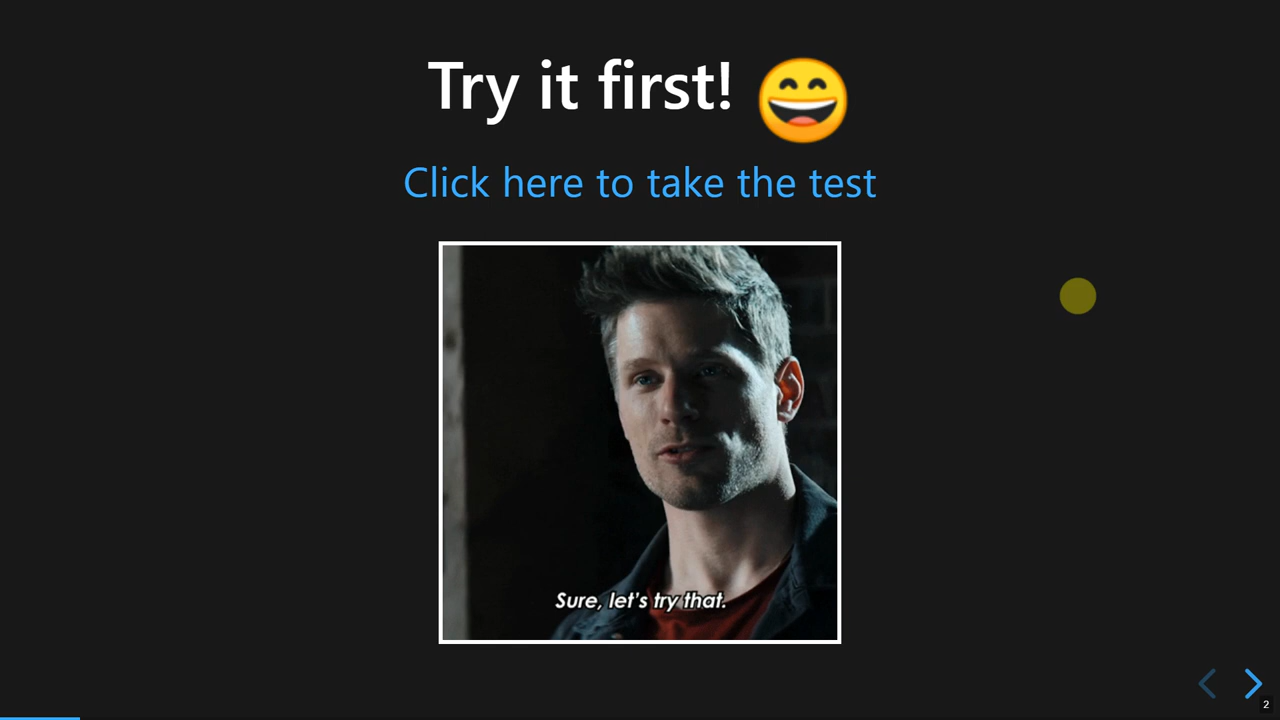 Try it first! 😄
Click here to take the test
Sure, let's try that.
2